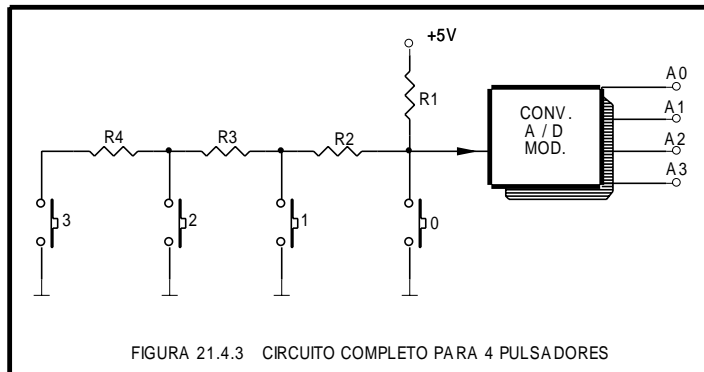 +5V
R1
CONV.
A / D
MOD.
A0
A1
A2
A3
R4
R3
R2
3
2
1
0
FIGURA 21.4.3 CIRCUITO COMPLETO PARA 4 PULSADORES